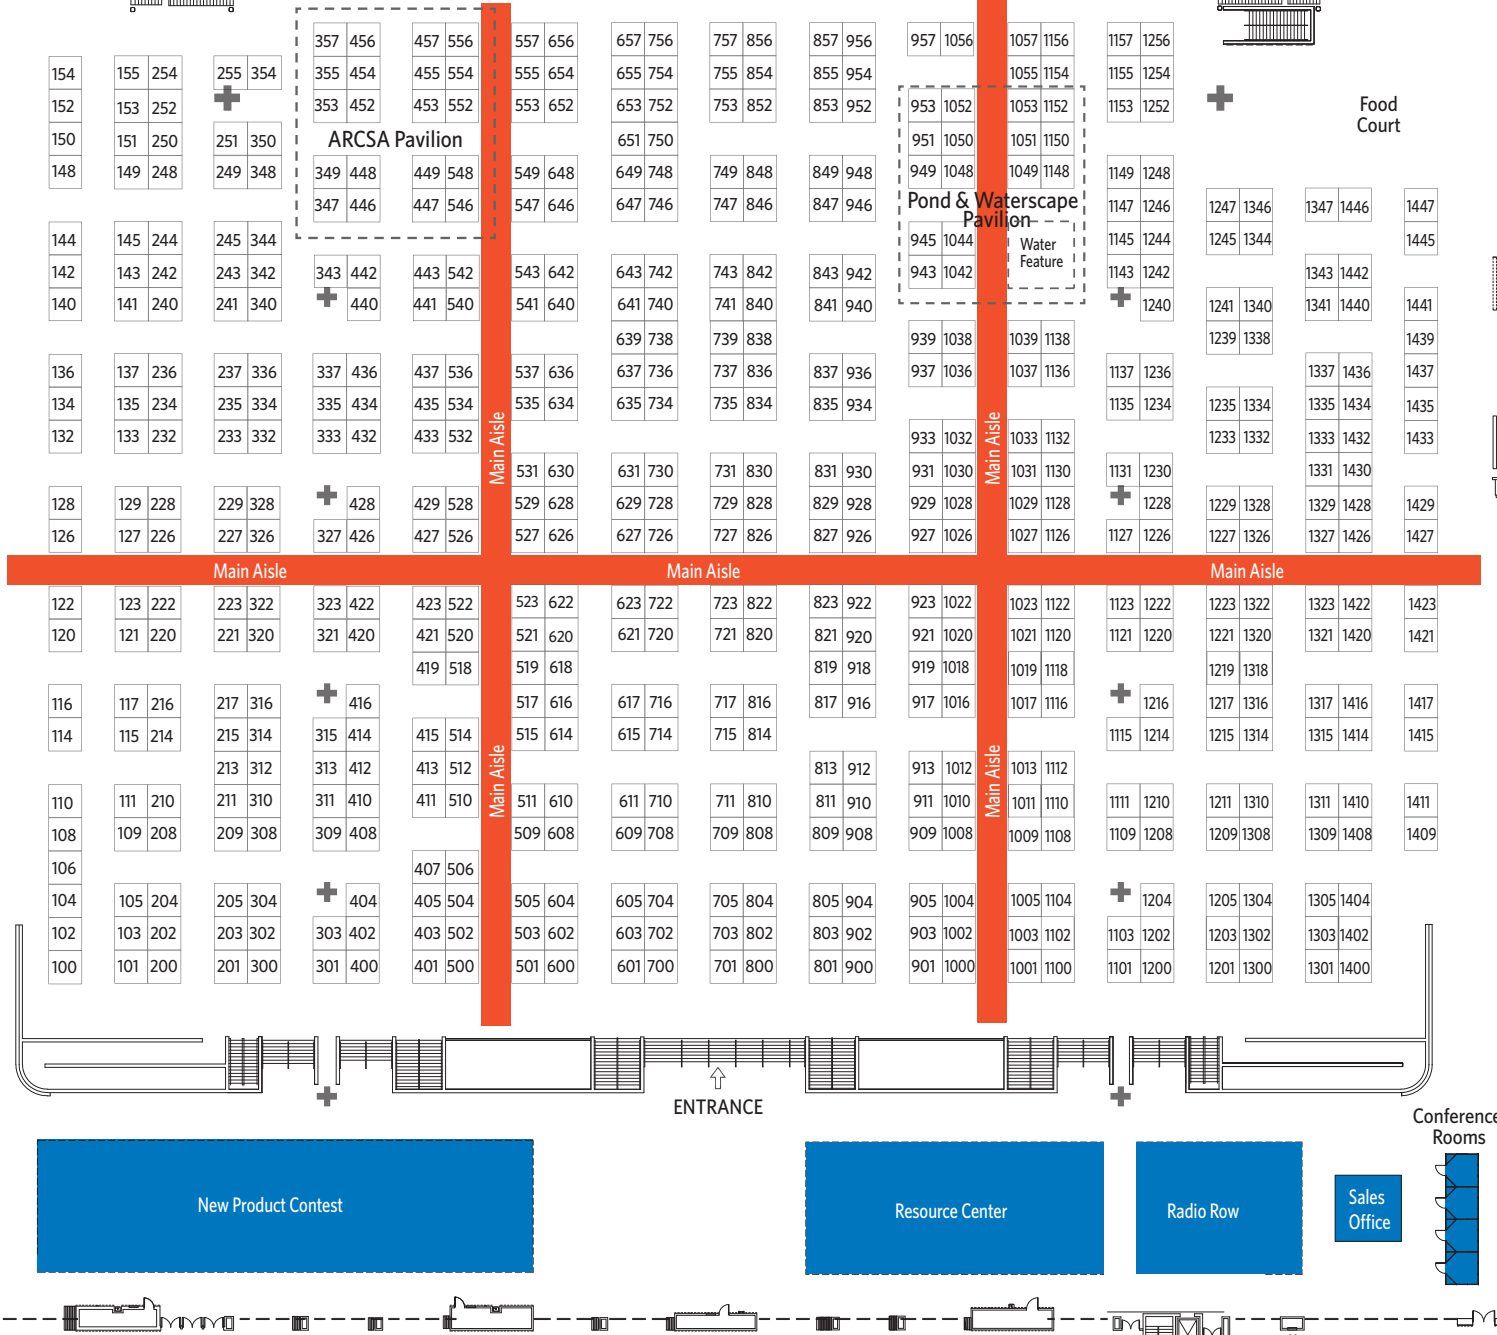 357 456 457 556 557 656 657 756 757 856 857 956 957 1056 1057 1156 1157 1256
154 155 254 255 354 355 454 455 554 555 654 655 754 755 854 855 954 1055 1154 1155 1254
152 153 252 353 452 453 552 553 652 653 752 753 852 853 952 953 1052 1053 1152 1153 1252
Food
Court
150 151 250 251 350 ARCSA Pavilion 651 750 951 1050 1051 1150
148 149 248 249 348 349 448 449 548 549 648 649 748 749 848 849 948 949 1048 1049 1148 1149 1248
Pond & Waterscape
Pavilion
347 446 447 546 547 646 647 746 747 846 847 946 1147 1246 1247 1346 1347 1446 1447
144 145 244 245 344 945 1044 1145 1244 1245 1344 1445
Water
Feature
142 143 242 243 342 343 442 443 542 543 642 643 742 743 842 843 942 943 1042 1143 1242 1343 1442
140 141 240 241 340 440 441 540 541 640 641 740 741 840 841 940 1240 1241 1340 1341 1440 1441
639 738 739 838 939 1038 1039 1138 1239 1338 1439
136 137 236 237 336 337 436 437 536 537 636 637 736 737 836 837 936 937 1036 1037 1136 1137 1236 1337 1436 1437
134 135 234 235 334 335 434 435 534 535 634 635 734 735 834 835 934 1135 1234 1235 1334 1335 1434 1435
132 133 232 233 332 333 432 433 532 933 1032 1033 1132 1233 1332 1333 1432 1433
Main Aisle
Main Aisle
531 630 631 730 731 830 831 930 931 1030 1031 1130 1131 1230 1331 1430
128 129 228 229 328 428 429 528 529 628 629 728 729 828 829 928 929 1028 1029 1128 1228 1229 1328 1329 1428 1429
126 127 226 227 326 327 426 427 526 527 626 627 726 727 826 827 926 927 1026 1027 1126 1127 1226 1227 1326 1327 1426 1427
Main Aisle Main Aisle Main Aisle
122 123 222 223 322 323 422 423 522 523 622 623 722 723 822 823 922 923 1022 1023 1122 1123 1222 1223 1322 1323 1422 1423
120 121 220 221 320 321 420 421 520 521 620 621 720 721 820 821 920 921 1020 1021 1120 1121 1220 1221 1320 1321 1420 1421
419 518 519 618 819 918 919 1018 1019 1118 1219 1318
116 117 216 217 316 416 517 616 617 716 717 816 817 916 917 1016 1017 1116 1216 1217 1316 1317 1416 1417
114 115 214 215 314 315 414 415 514 515 614 615 714 715 814 1115 1214 1215 1314 1315 1414 1415
Main Aisle
Main Aisle
213 312 313 412 413 512 813 912 913 1012 1013 1112
110 111 210 211 310 311 410 411 510 511 610 611 710 711 810 811 910 911 1010 1011 1110 1111 1210 1211 1310 1311 1410 1411
108 109 208 209 308 309 408 509 608 609 708 709 808 809 908 909 1008 1009 1108 1109 1208 1209 1308 1309 1408 1409
106 407 506
104 105 204 205 304 404 405 504 505 604 605 704 705 804 805 904 905 1004 1005 1104 1204 1205 1304 1305 1404
102 103 202 203 302 303 402 403 502 503 602 603 702 703 802 803 902 903 1002 1003 1102 1103 1202 1203 1302 1303 1402
100 101 200 201 300 301 400 401 500 501 600 601 700 701 800 801 900 901 1000 1001 1100 1101 1200 1201 1300 1301 1400
ENTRANCE
Conference
Rooms
New Product Contest
Resource Center
Radio Row
Sales
Office